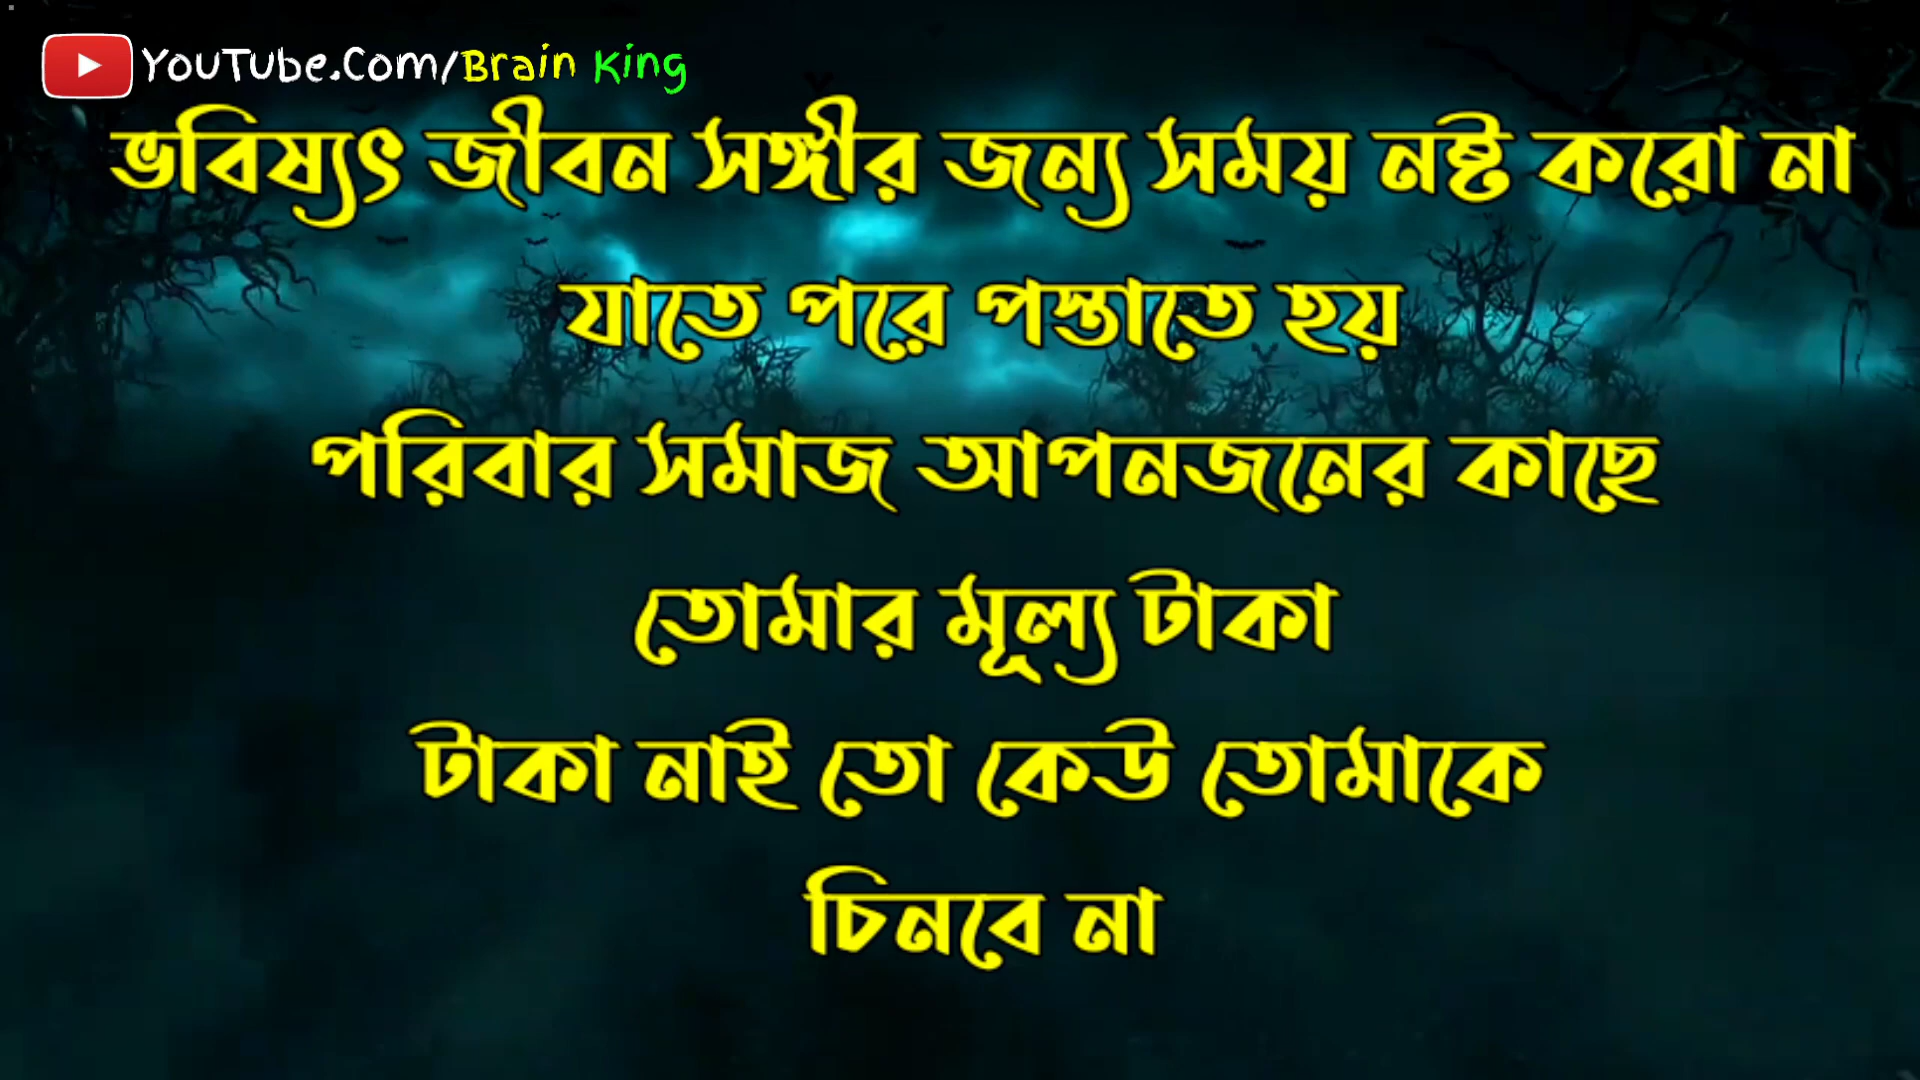 YouTube.Com/Brain King
ভবিষ্যৎ জীবন সঙ্গীর জন্য সময় নষ্ট করো না
যাতে পরে পস্তাতে হয়
পরিবার সমাজ আপনজনের কাছে
তোমার মূল্য টাকা
টাকা নাই তো কেউ তোমাকে
চিনবে না